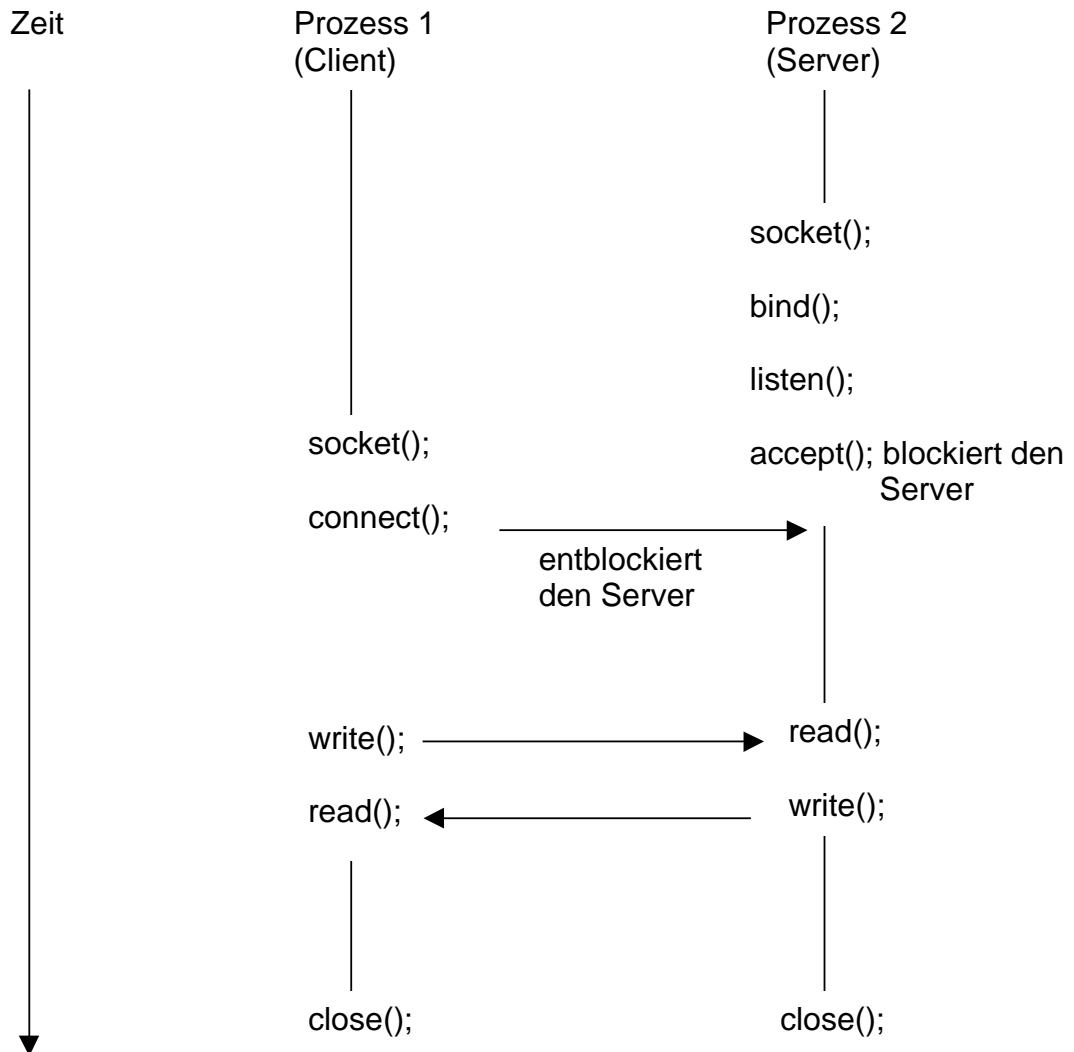 Zeit
Prozess 1
(Client)
Prozess 2
(Server)
socket();
bind();
listen();
socket();
accept(); blockiert den
Server
connect();
entblockiert
den Server
write();
read();
read();
write();
close();
close();